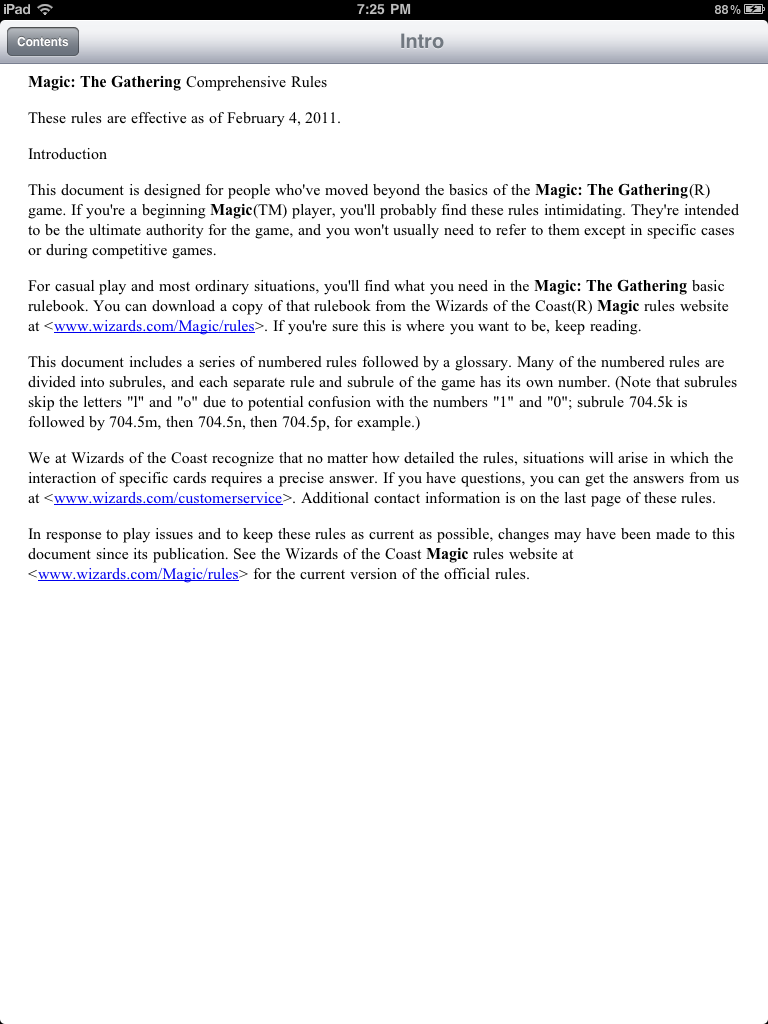 iPad 7:25 PM 88%
Contents Intro
Magic: The Gathering Comprehensive Rules
These rules are effective as of February 4, 2011.
Introduction
This document is designed for people who've moved beyond the basics of the Magic: The Gathering(R)
game. If you're a beginning Magic(TM) player, you'll probably find these rules intimidating. They're intended
to be the ultimate authority for the game, and you won't usually need to refer to them except in specific cases
or during competitive games.
For casual play and most ordinary situations, you'll find what you need in the Magic: The Gathering basic
rulebook. You can download a copy of that rulebook from the Wizards of the Coast(R) Magic rules website
at <www.wizards.com/Magic/rules>. If you're sure this is where you want to be, keep reading.
This document includes a series of numbered rules followed by a glossary. Many of the numbered rules are
divided into subrules, and each separate rule and subrule of the game has its own number. (Note that subrules
skip the letters "l" and "o" due to potential confusion with the numbers "1" and "0"; subrule 704.5k is
followed by 704.5m, then 704.5n, then 704.5p, for example.)
We at Wizards of the Coast recognize that no matter how detailed the rules, situations will arise in which the
interaction of specific cards requires a precise answer. If you have questions, you can get the answers from us
at <www.wizards.com/customerservice>. Additional contact information is on the last page of these rules.
In response to play issues and to keep these rules as current as possible, changes may have been made to this
document since its publication. See the Wizards of the Coast Magic rules website at
<www.wizards.com/Magic/rules> for the current version of the official rules.